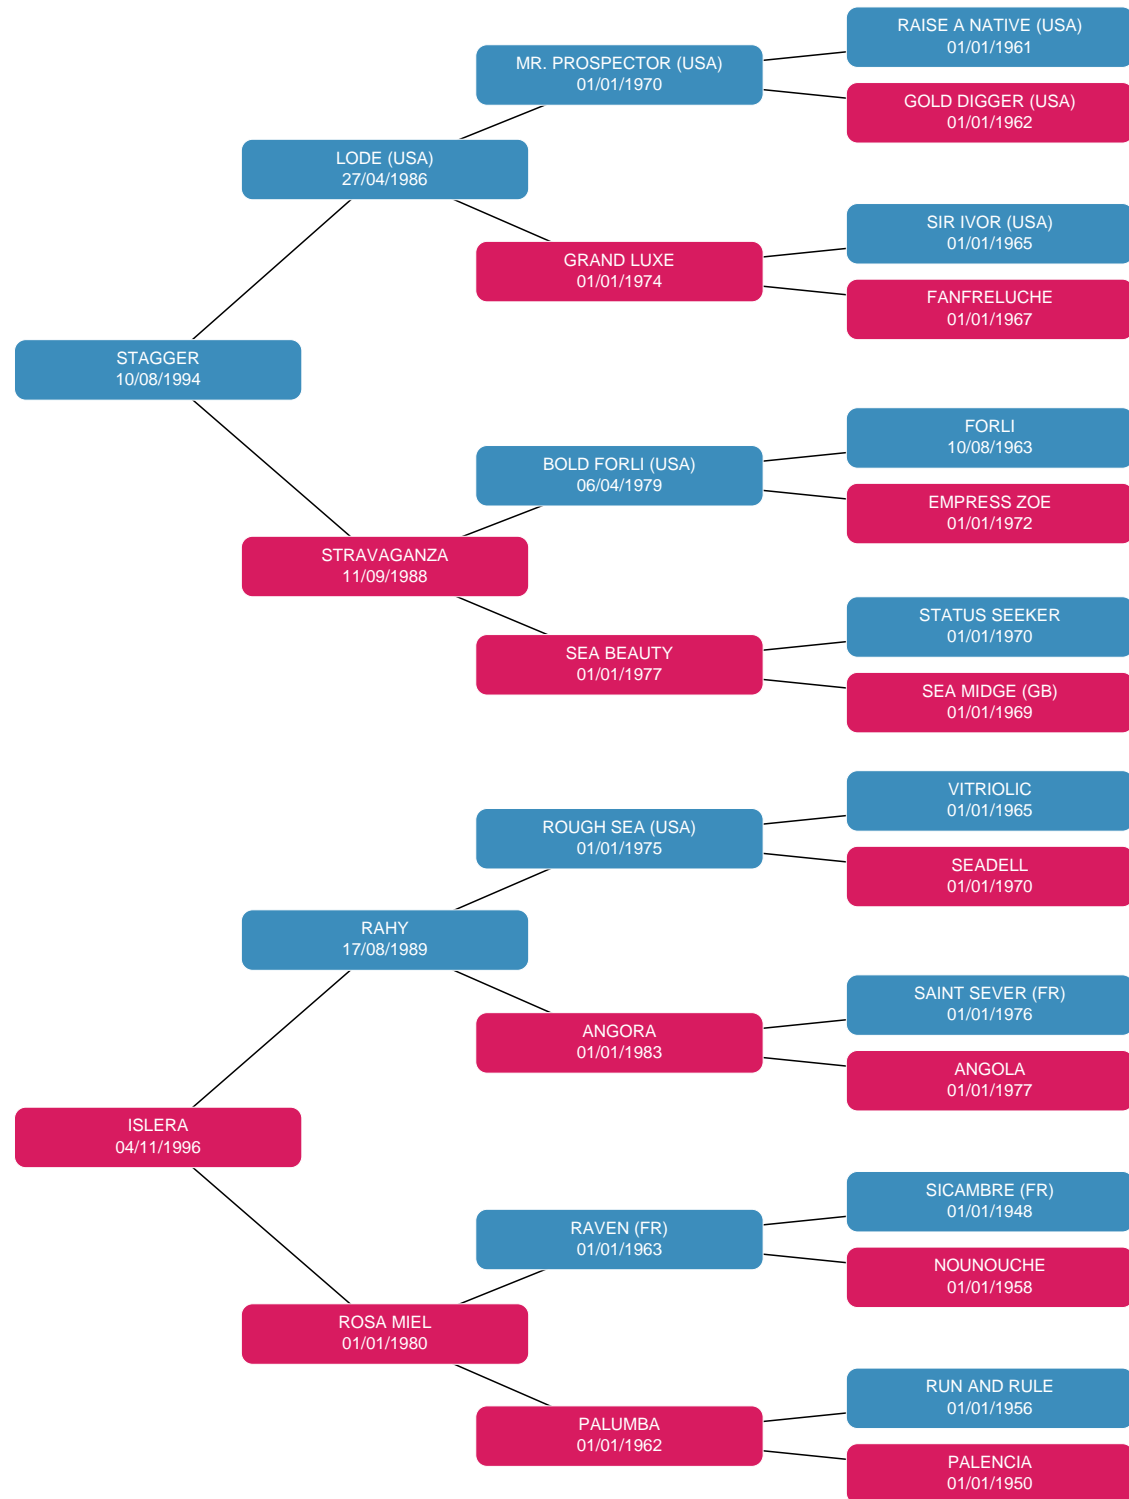 RAISE A NATIVE (USA)
01/01/1961
MR. PROSPECTOR (USA)
01/01/1970
GOLD DIGGER (USA)
01/01/1962
LODE (USA)
27/04/1986
SIR IVOR (USA)
01/01/1965
GRAND LUXE
01/01/1974
FANFRELUCHE
01/01/1967
STAGGER
10/08/1994
FORLI
10/08/1963
BOLD FORLI (USA)
06/04/1979
EMPRESS ZOE
01/01/1972
STRAVAGANZA
11/09/1988
STATUS SEEKER
01/01/1970
SEA BEAUTY
01/01/1977
SEA MIDGE (GB)
01/01/1969
VITRIOLIC
01/01/1965
ROUGH SEA (USA)
01/01/1975
SEADELL
01/01/1970
RAHY
17/08/1989
SAINT SEVER (FR)
01/01/1976
ANGORA
01/01/1983
ANGOLA
01/01/1977
ISLERA
04/11/1996
SICAMBRE (FR)
01/01/1948
RAVEN (FR)
01/01/1963
NOUNOUCHE
01/01/1958
ROSA MIEL
01/01/1980
RUN AND RULE
01/01/1956
PALUMBA
01/01/1962
PALENCIA
01/01/1950